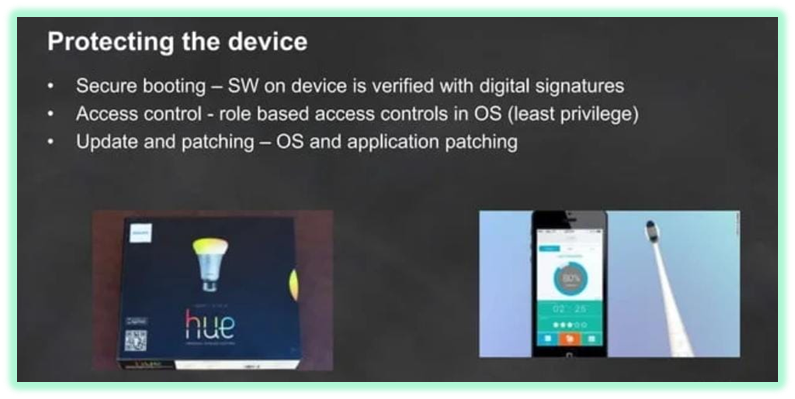 Protecting the device
• Secure booting – SW on device is verified with digital signatures
• Access control - role based access controls in OS (least privilege)
• Update and patching – OS and application patching
hue
80%
02 : 25